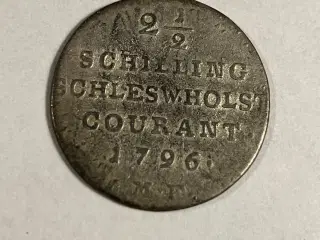 2 1/2
SCHILLING
SCHLESW.HOLST
COURANT
1796
M F